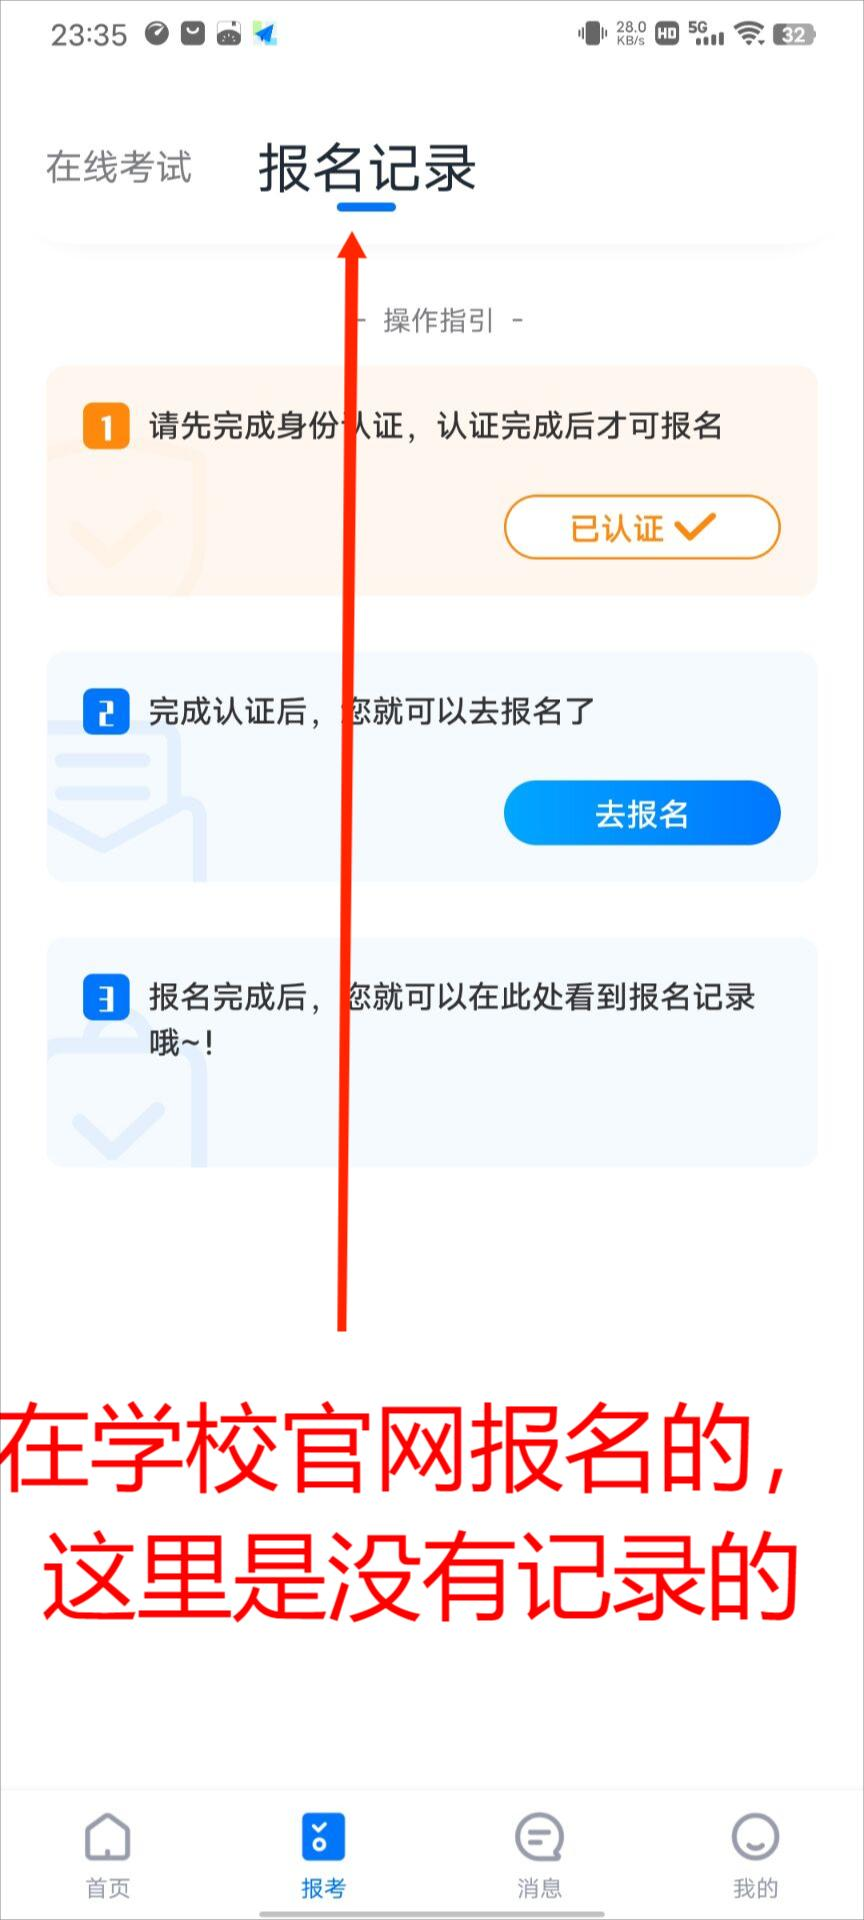 23:35
28.0 KB/s HD 5G 32
在线考试 报名记录
- 操作指引 -
1 请先完成身份认证，认证完成后才可报名
已认证
2 完成认证后，您就可以去报名了
去报名
3 报名完成后，您就可以在此处看到报名记录
哦~！
在学校官网报名的，
这里是没有记录的
首页 报考 消息 我的